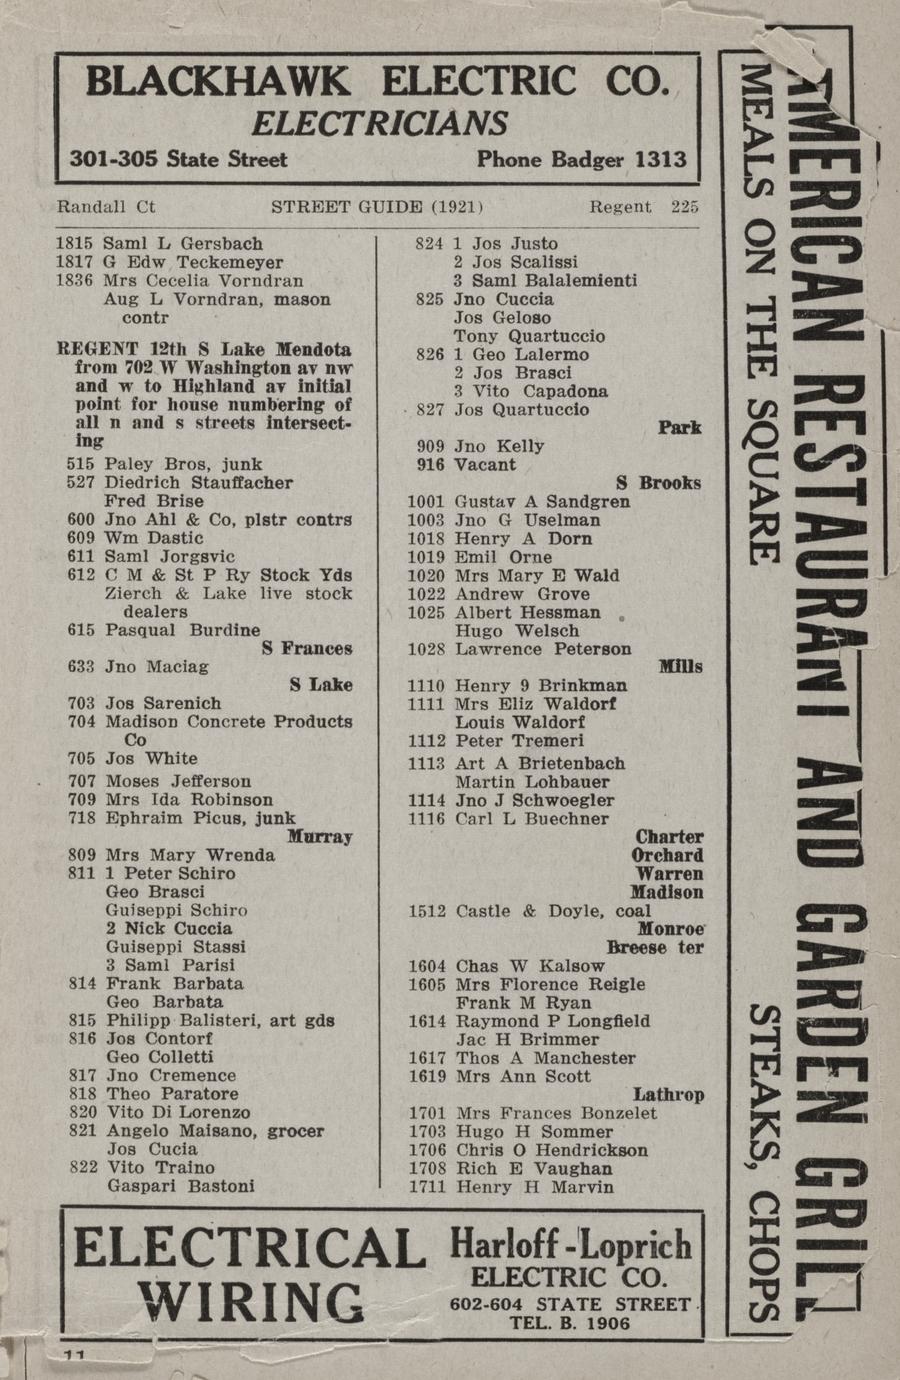 BLACKHAWK ELECTRIC CO.
ELECTRICIANS
301-305 State Street Phone Badger 1313
Randall Ct STREET GUIDE (1921) Regent 225
1815 Saml L Gersbach
1817 G Edw Teckemeyer
1836 Mrs Cecelia Vorndran
Aug L Vorndran, mason
contr
REGENT 12th S Lake Mendota
from 702 W Washington av nw
and w to Highland av initial
point for house numbering of
all n and s streets intersect-
ing
515 Paley Bros, junk
527 Diedrich Stauffacher
Fred Brise
600 Jno Ahl & Co, plstr contrs
609 Wm Dastic
611 Saml Jorgsvic
612 C M & St P Ry Stock Yds
Zierch & Lake live stock
dealers
615 Pasqual Burdine
S Frances
633 Jno Maciag
S Lake
703 Jos Sarenich
704 Madison Concrete Products
Co
705 Jos White
707 Moses Jefferson
709 Mrs Ida Robinson
718 Ephraim Picus, junk
Murray
809 Mrs Mary Wrenda
811 1 Peter Schiro
Geo Brasci
Guiseppi Schiro
2 Nick Cuccia
Guiseppi Stassi
3 Saml Parisi
814 Frank Barbata
Geo Barbata
815 Philipp Balisteri, art gds
816 Jos Contorf
Geo Colletti
817 Jno Cremence
818 Theo Paratore
820 Vito Di Lorenzo
821 Angelo Maisano, grocer
Jos Cucia
822 Vito Traino
Gaspari Bastoni
824 1 Jos Justo
2 Jos Scalissi
3 Saml Balalemienti
825 Jno Cuccia
Jos Geloso
Tony Quartuccio
826 1 Geo Lalermo
2 Jos Brasci
3 Vito Capadona
827 Jos Quartuccio
Park
909 Jno Kelly
916 Vacant
S Brooks
1001 Gustav A Sandgren
1003 Jno G Uselman
1018 Henry A Dorn
1019 Emil Orne
1020 Mrs Mary E Wald
1022 Andrew Grove
1025 Albert Hessman
Hugo Welsch
1028 Lawrence Peterson
Mills
1110 Henry 9 Brinkman
1111 Mrs Eliz Waldorf
Louis Waldorf
1112 Peter Tremeri
1113 Art A Brietenbach
Martin Lohbauer
1114 Jno J Schwoegler
1116 Carl L Buechner
Charter
Orchard
Warren
Madison
1512 Castle & Doyle, coal
Monroe
Breese ter
1604 Chas W Kalsow
1605 Mrs Florence Reigle
Frank M Ryan
1614 Raymond P Longfield
Jac H Brimmer
1617 Thos A Manchester
1619 Mrs Ann Scott
Lathrop
1701 Mrs Frances Bonzelet
1703 Hugo H Sommer
1706 Chris O Hendrickson
1708 Rich E Vaughan
1711 Henry H Marvin
ELECTRICAL
WIRING
Harloff-Loprich
ELECTRIC CO.
602-604 STATE STREET
TEL. B. 1906
11
AMERICAN RESTAURANT AND GARDEN GRILL
MEALS ON THE SQUARE STEAKS, CHOPS